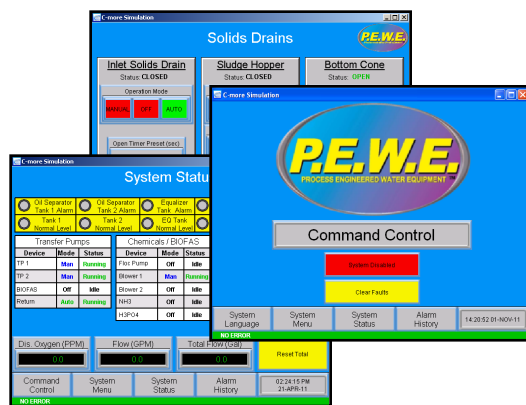 C-more Simulation
Solids Drains
P.E.W.E.
Inlet Solids Drain
Status: CLOSED
Operation Mode
MANUAL
OFF
AUTO
Open Timer Preset (sec)
Sludge Hopper
Status: CLOSED
Bottom Cone
Status: OPEN
C-more Simulation
P.E.W.E.
PROCESS ENGINEERED WATER EQUIPMENT
Command Control
System Disabled
Clear Faults
System Language
System Menu
System Status
Alarm History
14:20:52 01-NOV-11
NO ERROR
C-more Simulation
System Statu
Oil Separator Tank 1 Alarm
Oil Separator Tank 2 Alarm
Equalizer Tank Alarm
Tank 1 Normal Level
Tank 2 Normal Level
EQ Tank Normal Level
Transfer Pumps
Device Mode Status
TP 1 Man Running
TP 2 Man Running
BIOFAS Off Idle
Return Auto Running
Chemicals / BIOFAS
Device Mode Status
Floc Pump Off Idle
Blower 1 Man Running
Blower 2 Off Idle
NH3 Off Idle
H3PO4 Off Idle
Dis. Oxygen (PPM)
0.0
Flow (GPM)
0.0
Total Flow (Gal)
0.0
Reset Total
Command Control
System Menu
System Status
Alarm History
02:24:15 PM
21-APR-11
NO ERROR